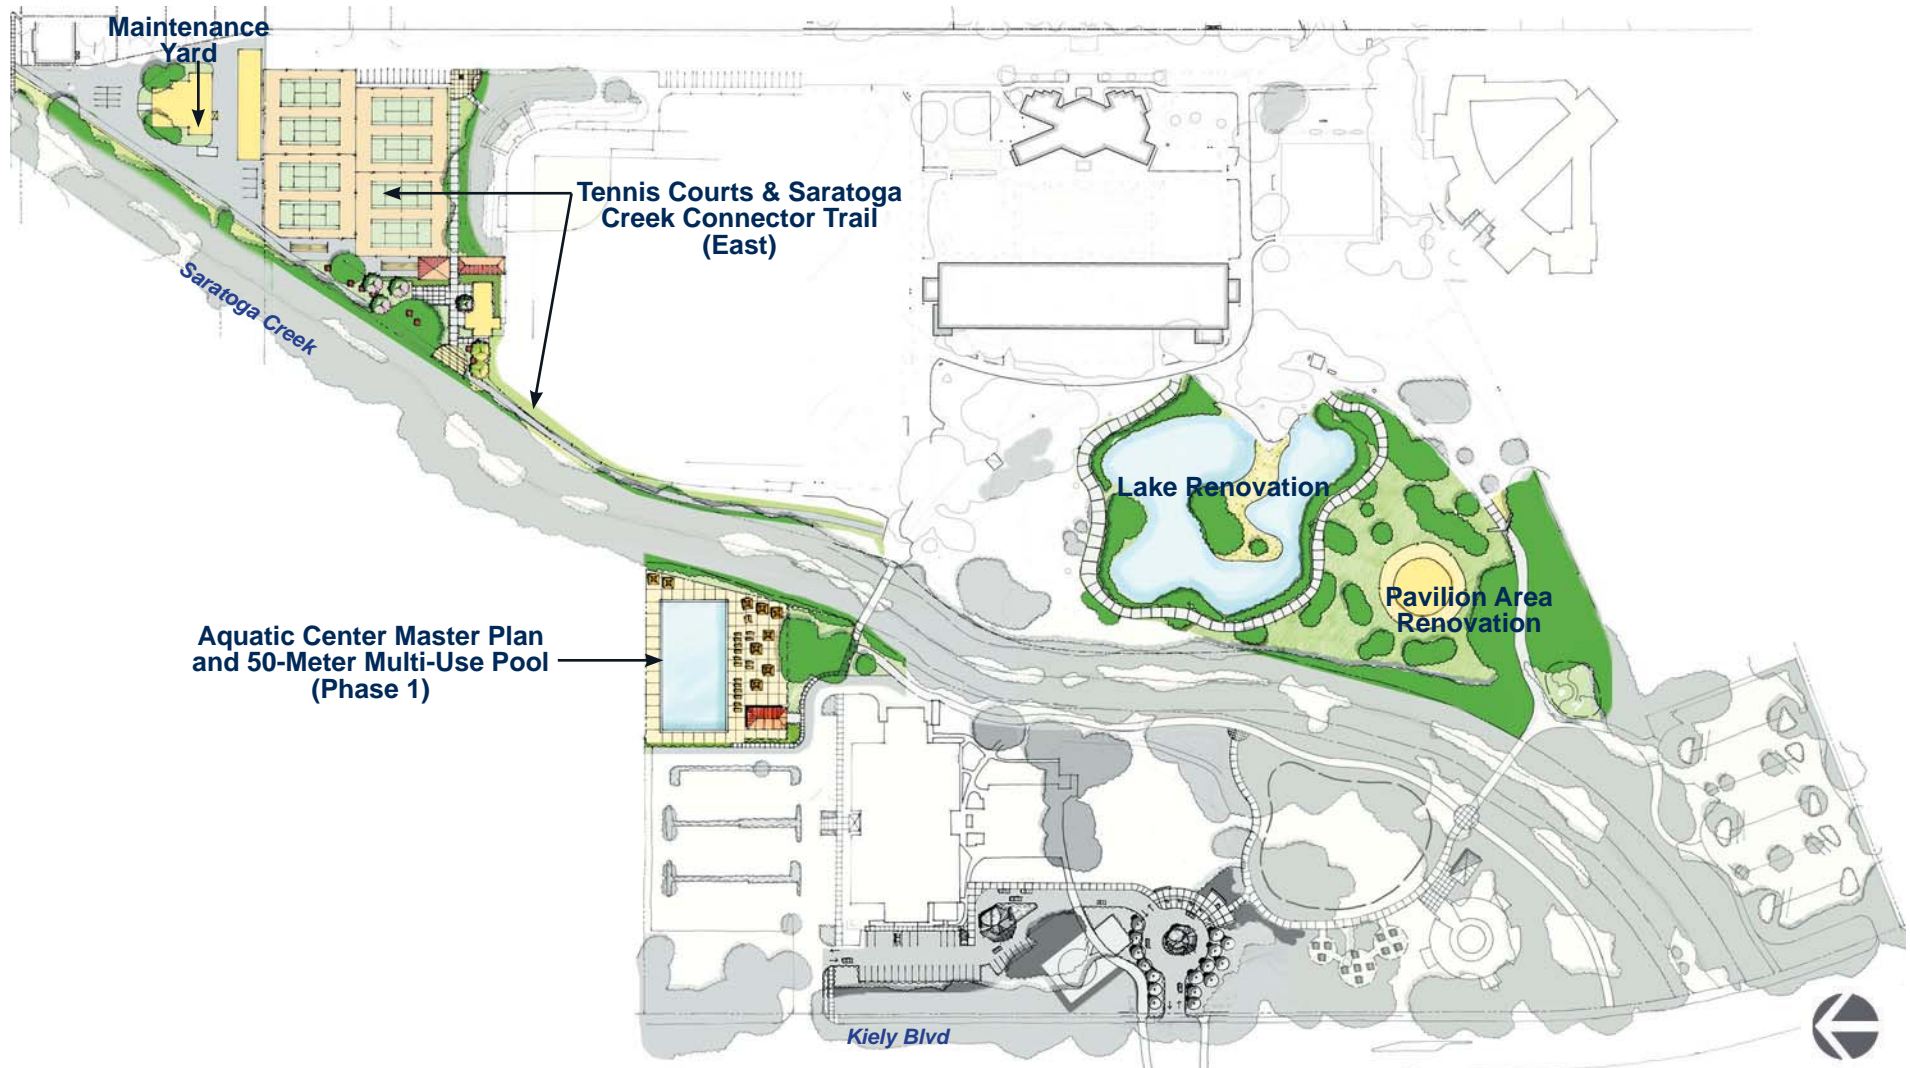 Maintenance
Yard
Tennis Courts & Saratoga
Creek Connector Trail
(East)
Saratoga Creek
Lake Renovation
Pavilion Area
Renovation
Aquatic Center Master Plan
and 50-Meter Multi-Use Pool
(Phase 1)
Kiely Blvd